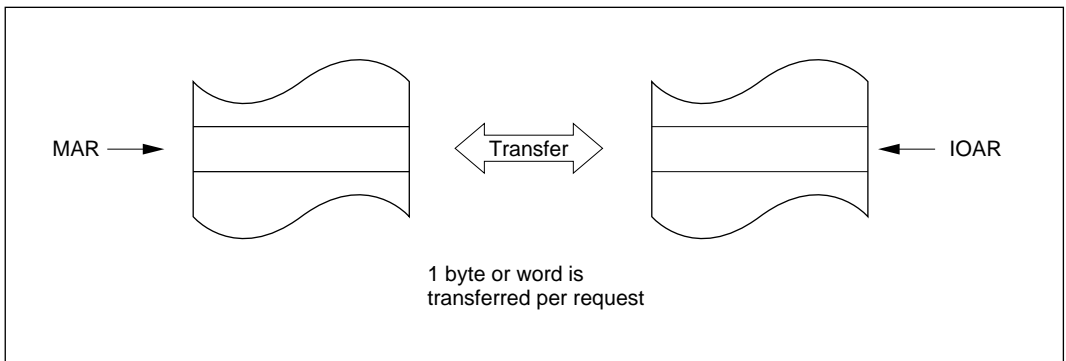 MAR
Transfer
IOAR
1 byte or word is
transferred per request